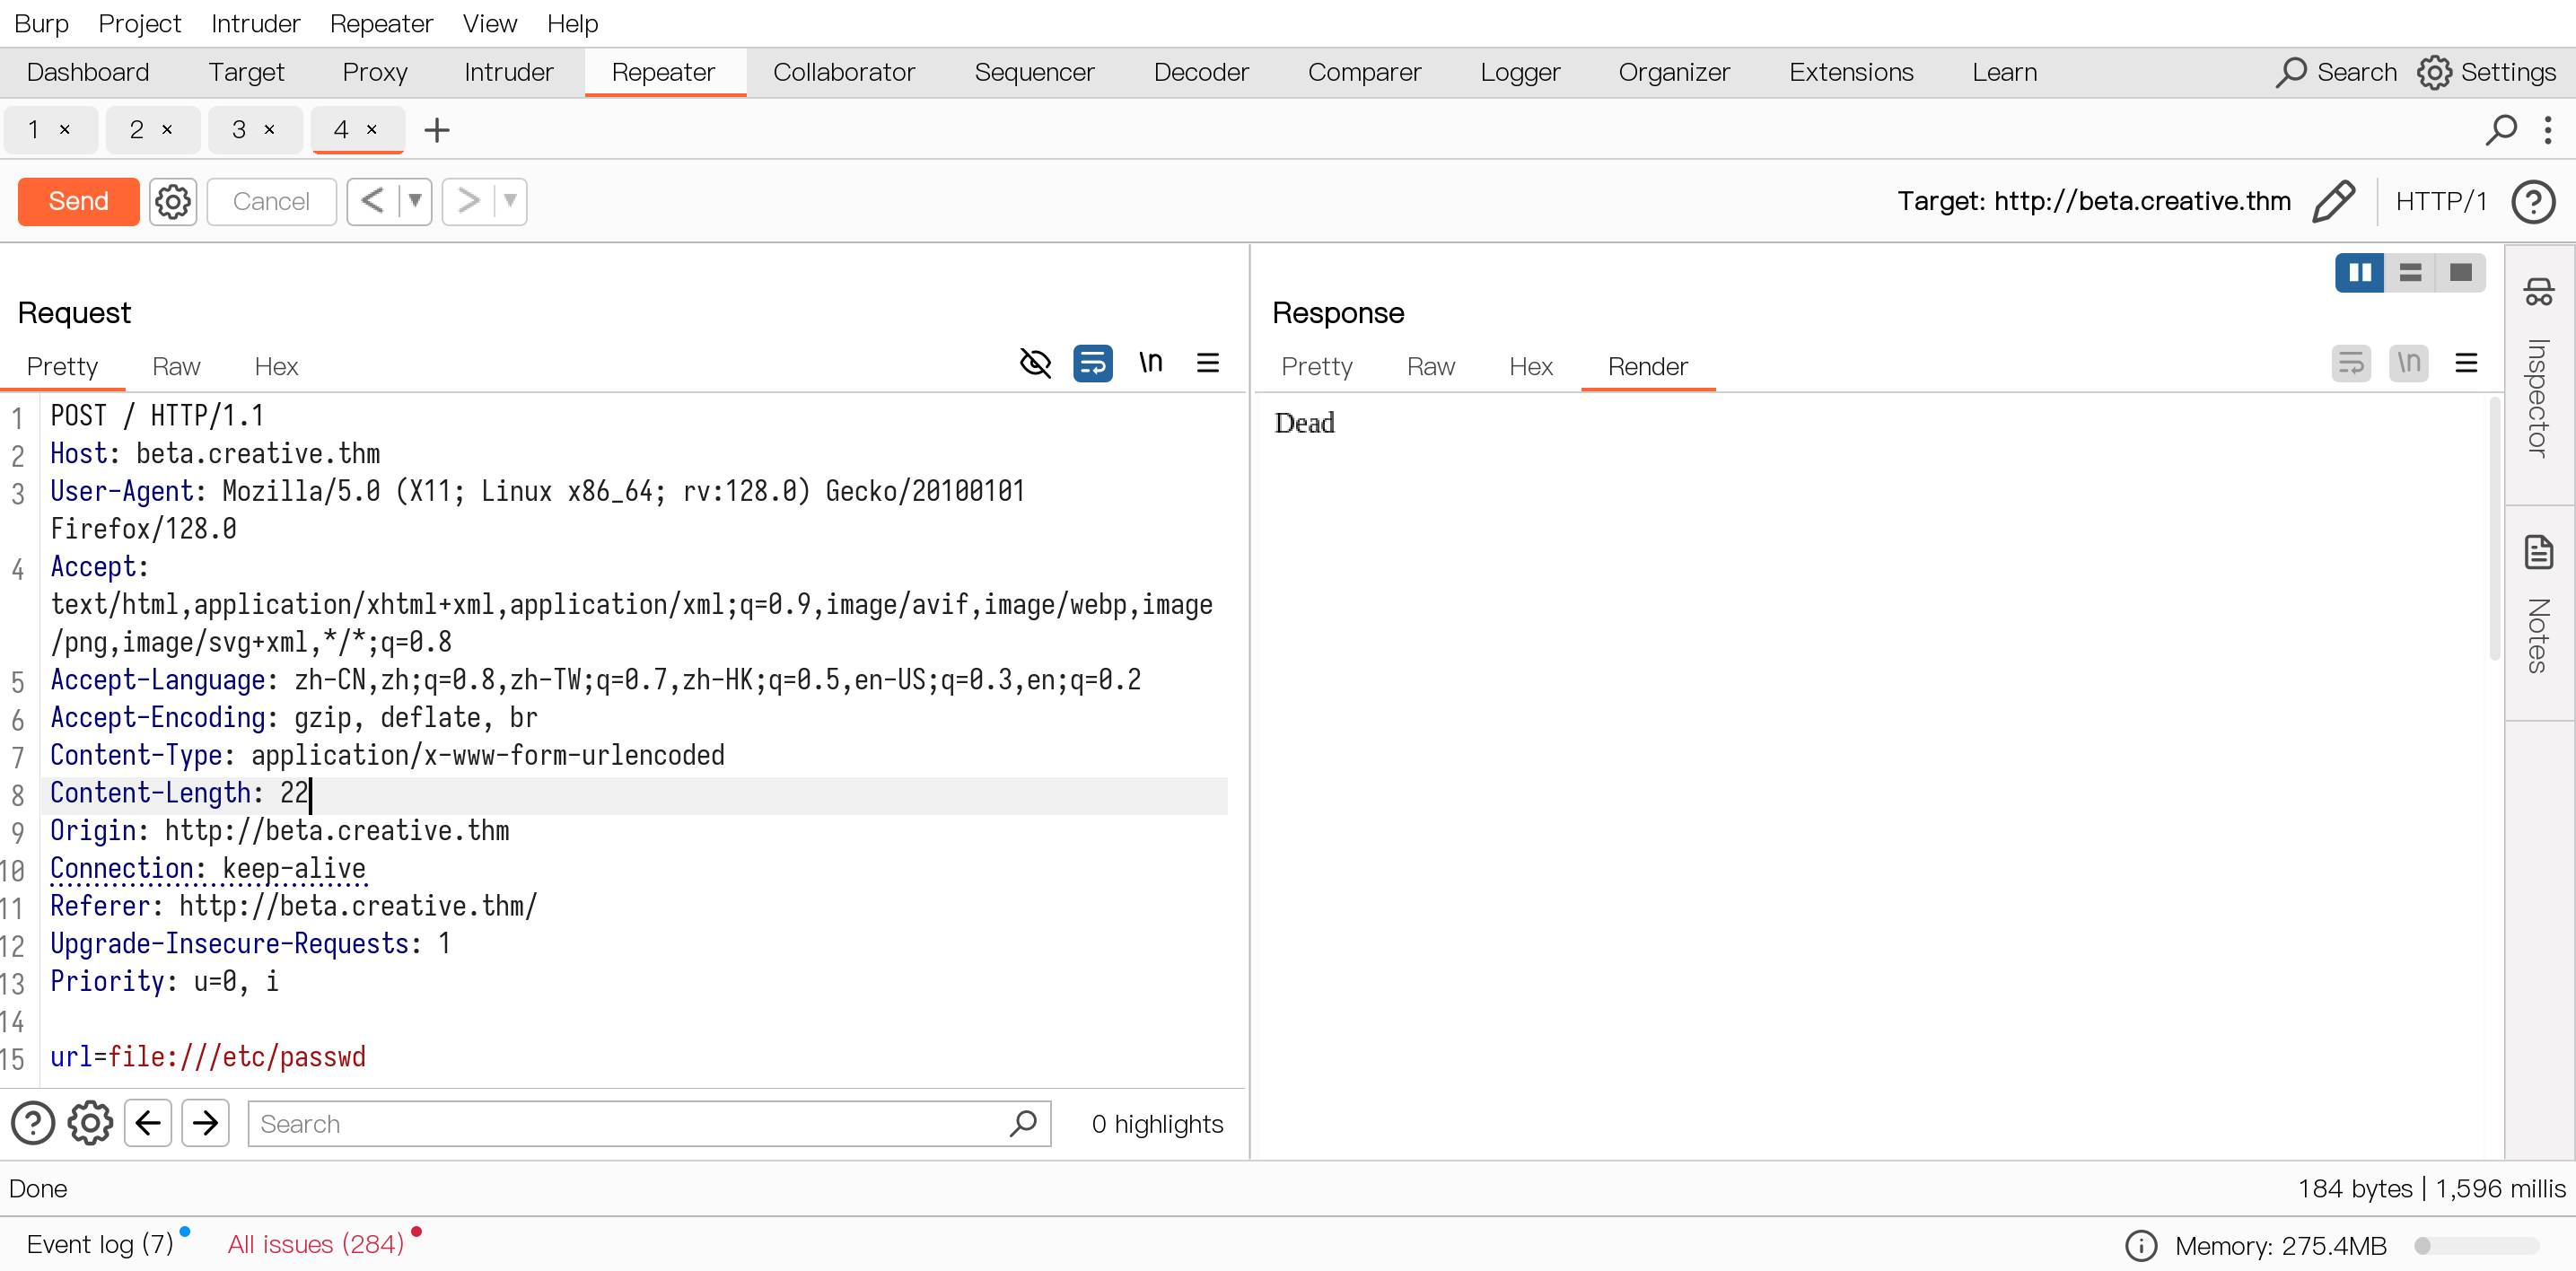 Burp Project Intruder Repeater View Help
Dashboard Target Proxy Intruder Repeater Collaborator Sequencer Decoder Comparer Logger Organizer Extensions Learn Search Settings
1 × 2 × 3 × 4 × +
Send Cancel < > Target: http://beta.creative.thm HTTP/1
Request
Pretty Raw Hex \n
1 POST / HTTP/1.1
2 Host: beta.creative.thm
3 User-Agent: Mozilla/5.0 (X11; Linux x86_64; rv:128.0) Gecko/20100101
Firefox/128.0
4 Accept:
text/html,application/xhtml+xml,application/xml;q=0.9,image/avif,image/webp,image
/png,image/svg+xml,*/*;q=0.8
5 Accept-Language: zh-CN,zh;q=0.8,zh-TW;q=0.7,zh-HK;q=0.5,en-US;q=0.3,en;q=0.2
6 Accept-Encoding: gzip, deflate, br
7 Content-Type: application/x-www-form-urlencoded
8 Content-Length: 22
9 Origin: http://beta.creative.thm
10 Connection: keep-alive
11 Referer: http://beta.creative.thm/
12 Upgrade-Insecure-Requests: 1
13 Priority: u=0, i
14
15 url=file:///etc/passwd
Search 0 highlights
Response
Pretty Raw Hex Render \n
Dead
Inspector
Notes
Done 184 bytes | 1,596 millis
Event log (7) All issues (284) Memory: 275.4MB